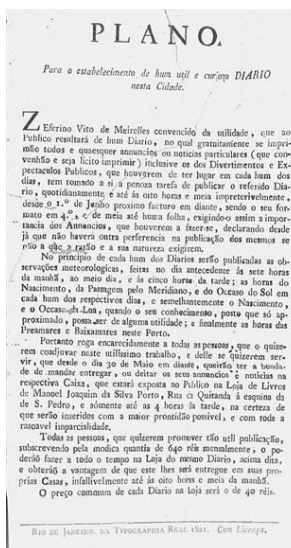 PLANO.
Para o estabelecimento de hum util e curioso DIARIO
nesta Cidade.
ZEferino Vito de Meirelles convencido da utilidade, que ao
Publico resultará de hum Diario, no qual gratuitamente se impri-
mão todos e quaesquer annuncios ou noticias particulares (que con-
venhão e seja licito imprimir) inclusive os dos Divertimentos e Ex-
pectaculos Publicos, que houverem de ter lugar em cada hum dos
dias, tem tomado a si a penoza tarefa de publicar o referido Dia-
rio, quotidianamente, e até ás oito horas e meia impreterivelmente,
desde o 1.º de Junho proximo futuro em diante, sendo o seu for-
mato em 4.º, e de meia até huma folha, exigindo-o assim a impor-
tancia dos Annuncios, que houverem a fazer-se, declarando desde
já que não haverá outra perferencia na publicação dos mesmos se
não a que a razão e a sua natureza exigirem.
No principio de cada hum dos Diarios serão publicadas as ob-
servações meteorologicas, feitas no dia antecedente ás sete horas
da manhã, ao meio dia, e ás cinco horas da tarde; as horas do
Nascimento, da Passagem pelo Meridiano, e do Occaso do Sol em
cada hum dos respectivos dias, e semelhantemente o Nascimento,
e o Occaso da Lua, quando o seu conhecimento, posto que só ap-
proximado, possa ser de alguma utilidade; e finalmente as horas das
Preamares e Baixamares neste Porto.
Portanto roga encarecidamente a todas as pessoas, que o quize-
rem coadjuvar neste utilissimo trabalho, e delle se quizerem ser-
vir, que desde o dia 30 de Maio em diante, queirão ter a bonda-
de de mandar entregar, ou deitar os seus annuncios e noticias na
respectiva Caixa, que estará exposta ao Publico na Loja de Livros
de Manoel Joaquim da Silva Porto, Rua da Quitanda á esquina da
de S. Pedro, e sómente até ás 4 horas da tarde, na certeza de
que serão inseridos com a maior prontidão possivel, e com toda a
rasoavel imparcialidade.
Todas as pessoas, que quizerem promover tão util publicação,
subscrevendo pela modica quantia de 640 réis mensalmente, o po-
derão fazer a todo o tempo na Loja do mesmo Diario, acima dita,
e obterão a vantagem de que este lhes será entregue em suas pro-
prias Casas, infallivelmente até ás oito horas e meia da manhã.
O preço commum de cada Diario na Loja será o de 40 réis.
RIO DE JANEIRO. NA TYPOGRAPHIA REAL 1821. Com Licença.